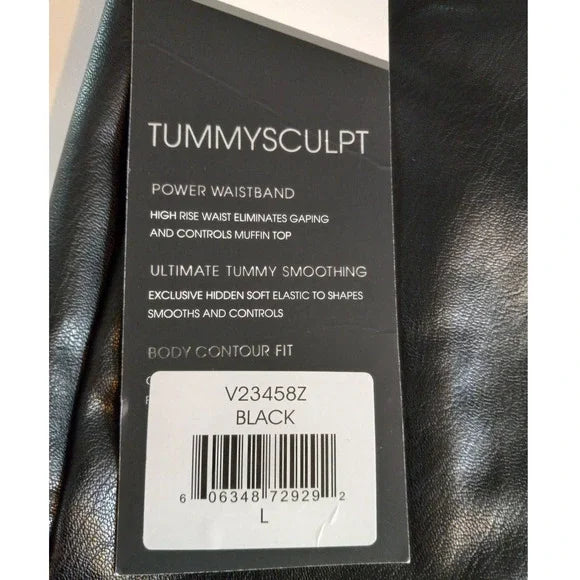 TUMMYSCULPT
POWER WAISTBAND
HIGH RISE WAIST ELIMINATES GAPING
AND CONTROLS MUFFIN TOP
ULTIMATE TUMMY SMOOTHING
EXCLUSIVE HIDDEN SOFT ELASTIC TO SHAPES
SMOOTHS AND CONTROLS
BODY CONTOUR FIT
V23458Z
BLACK
6 06348 72929 2
L